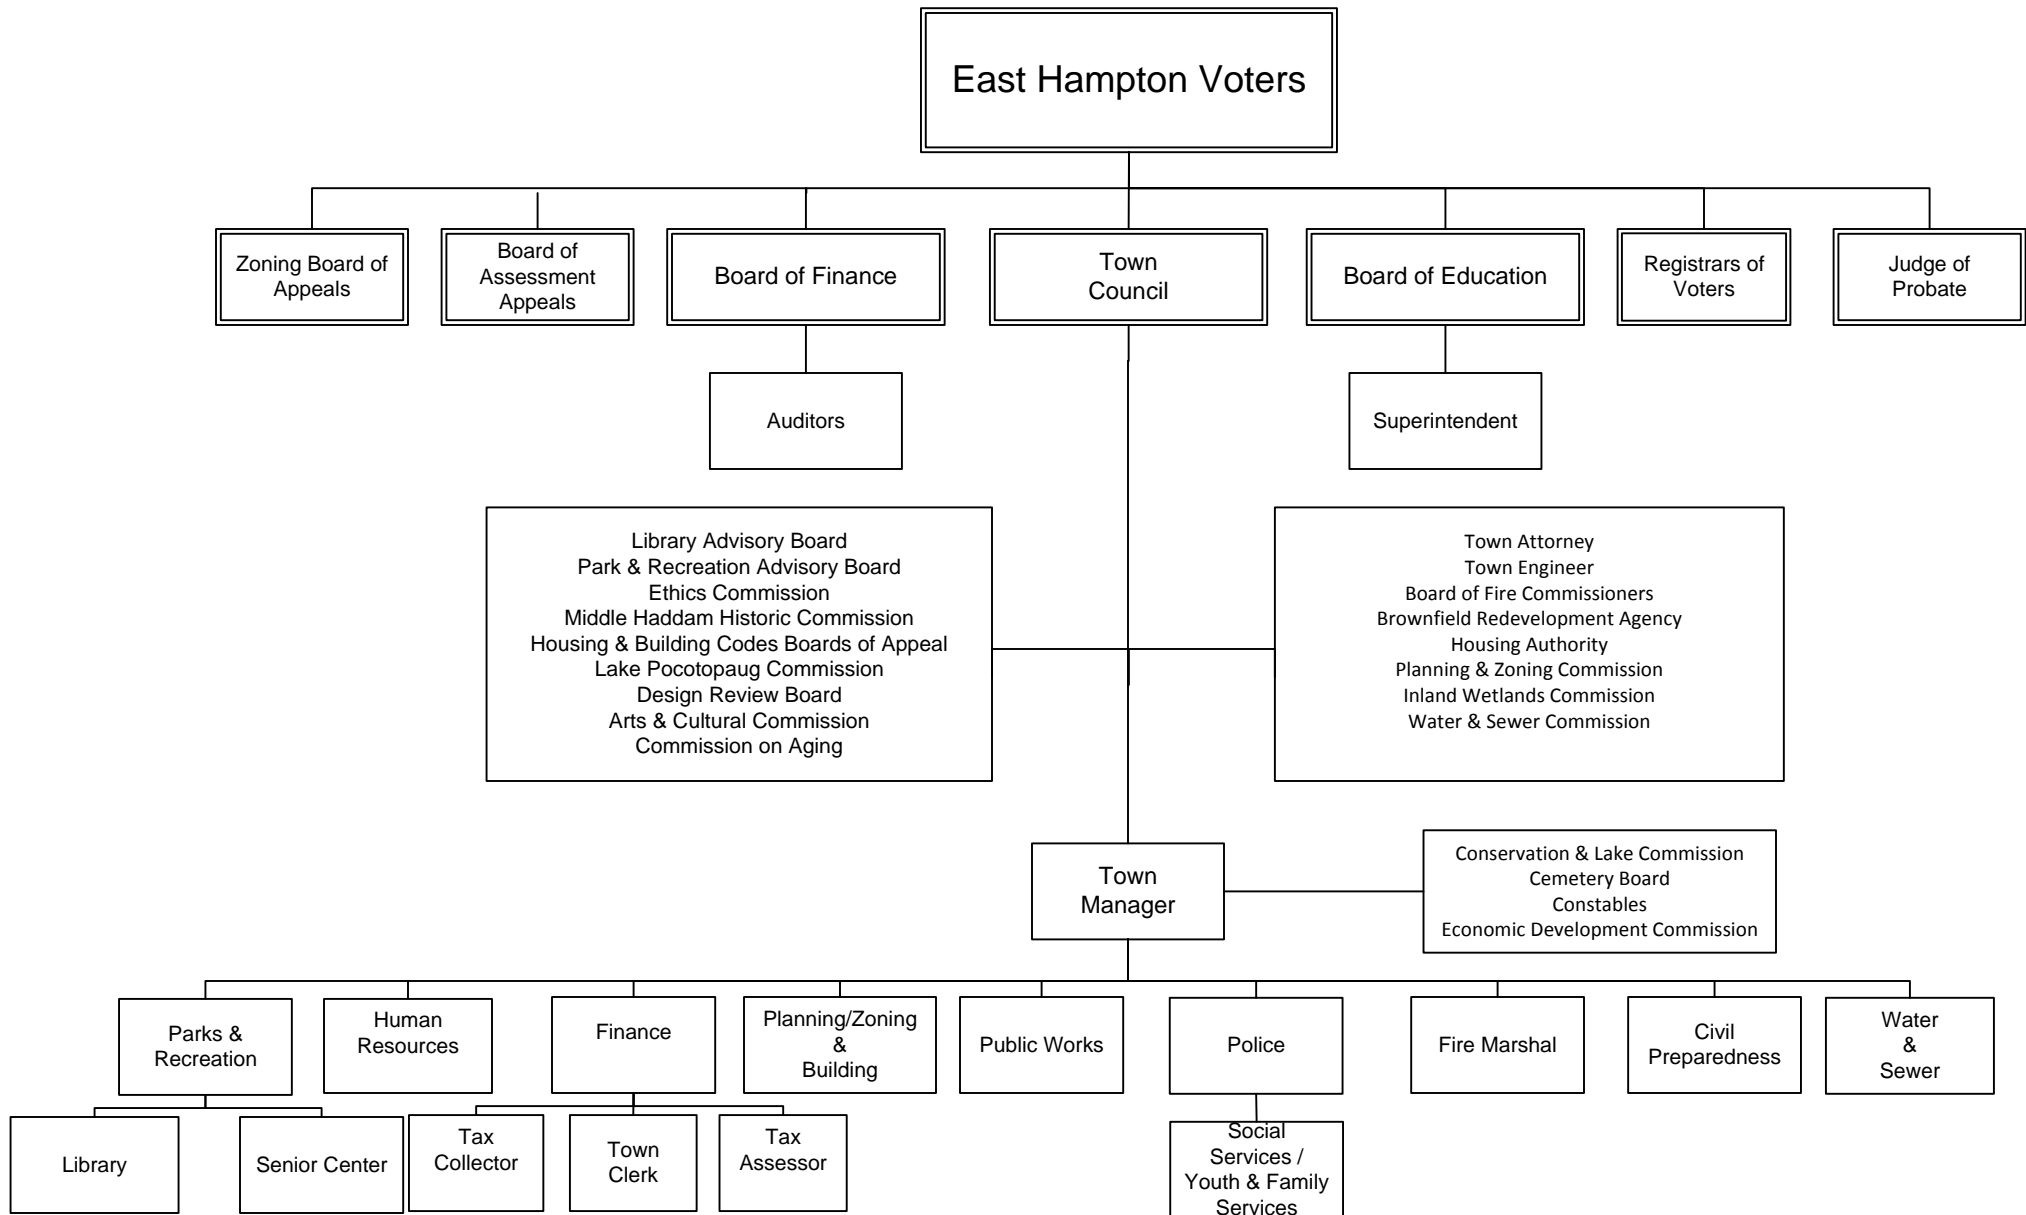 East Hampton Voters
Zoning Board of
Appeals
Board of
Assessment
Appeals
Board of Finance
Town
Council
Board of Education
Registrars of
Voters
Judge of
Probate
Auditors
Superintendent
Library Advisory Board
Park & Recreation Advisory Board
Ethics Commission
Middle Haddam Historic Commission
Housing & Building Codes Boards of Appeal
Lake Pocotopaug Commission
Design Review Board
Arts & Cultural Commission
Commission on Aging
Town Attorney
Town Engineer
Board of Fire Commissioners
Brownfield Redevelopment Agency
Housing Authority
Planning & Zoning Commission
Inland Wetlands Commission
Water & Sewer Commission
Town
Manager
Conservation & Lake Commission
Cemetery Board
Constables
Economic Development Commission
Parks &
Recreation
Human
Resources
Finance
Planning/Zoning
&
Building
Public Works
Police
Fire Marshal
Civil
Preparedness
Water
&
Sewer
Library
Senior Center
Tax
Collector
Town
Clerk
Tax
Assessor
Social
Services /
Youth & Family
Services